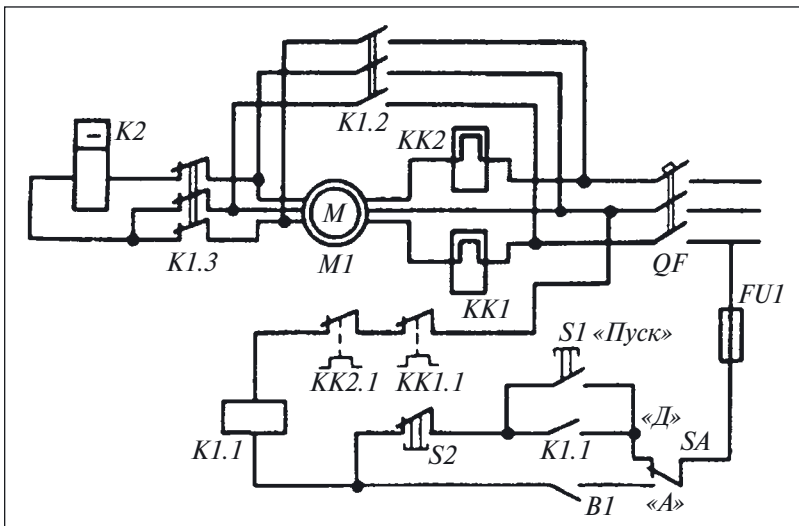 K1.2
K2
KK2
K1.3
M
M1
KK1
QF
FU1
S1 «Пуск»
KK2.1
KK1.1
K1.1
S2
K1.1
«Д»
SA
B1
«А»